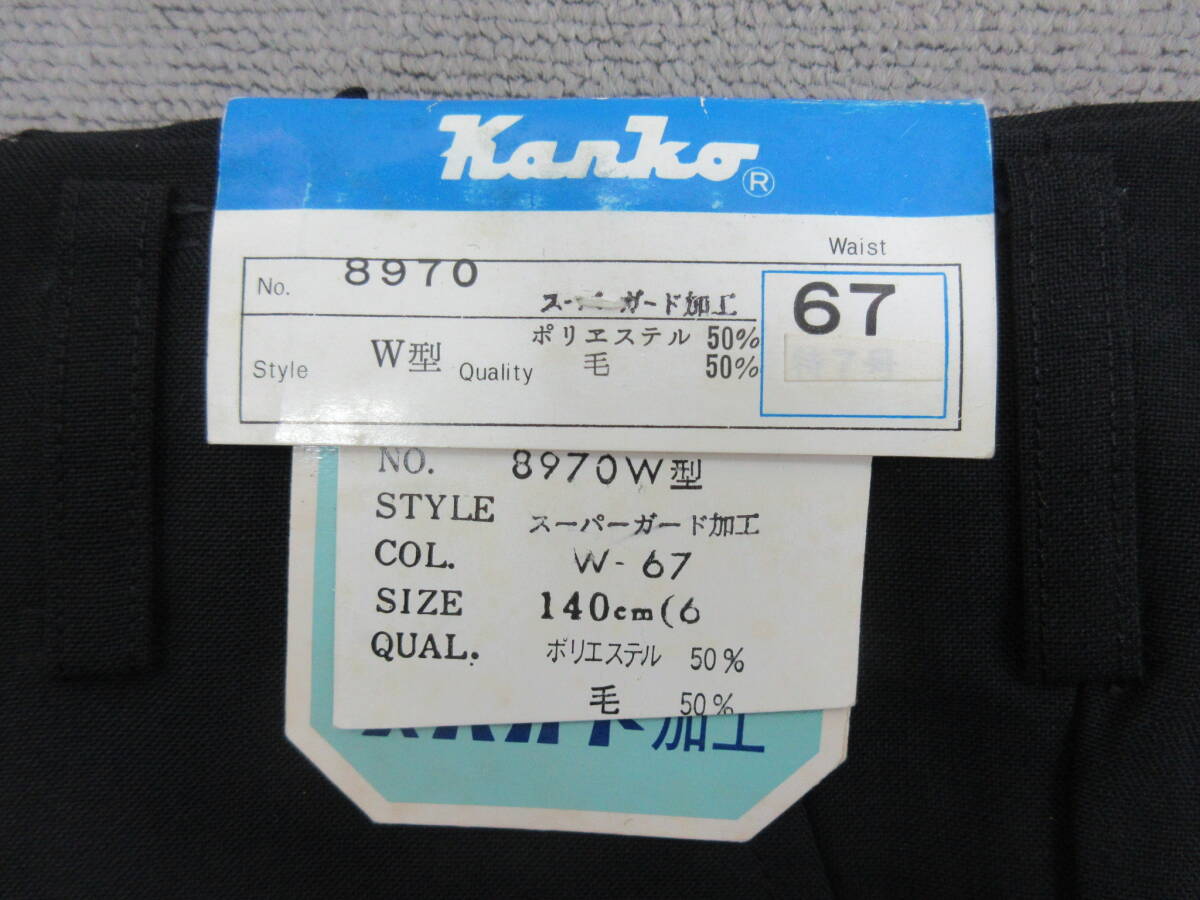 Kanko®
Waist
No. 8970 67
スーパーガード加工
Style W型 Quality ポリエステル 50%
毛 50%
NO. 8970W型
STYLE スーパーガード加工
COL. W-67
SIZE 140cm(6
QUAL. ポリエステル 50%
毛 50%
加工